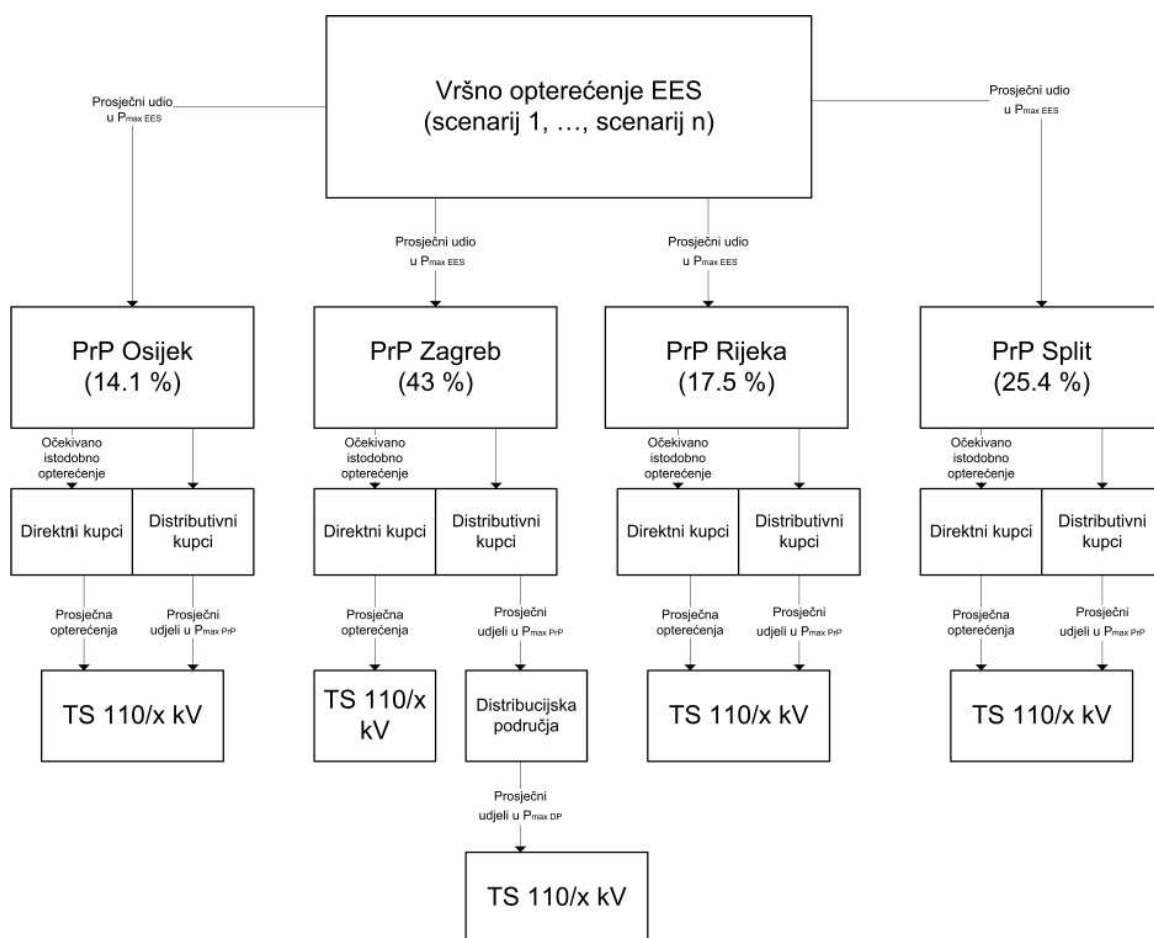 Vršno opterećenje EES
(scenarij 1, …, scenarij n)
Prosječni udio
u Pmax EES
Prosječni udio
u Pmax EES
Prosječni udio
u Pmax EES
Prosječni udio
u Pmax EES
PrP Osijek
(14.1 %)
PrP Zagreb
(43 %)
PrP Rijeka
(17.5 %)
PrP Split
(25.4 %)
Očekivano
istodobno
opterećenje
Očekivano
istodobno
opterećenje
Očekivano
istodobno
opterećenje
Očekivano
istodobno
opterećenje
Direktni kupci
Distributivni
kupci
Direktni kupci
Distributivni
kupci
Direktni kupci
Distributivni
kupci
Direktni kupci
Distributivni
kupci
Prosječna
opterećenja
Prosječni
udjeli u Pmax PrP
Prosječna
opterećenja
Prosječni
udjeli u Pmax PrP
Prosječna
opterećenja
Prosječni
udjeli u Pmax PrP
Prosječna
opterećenja
Prosječni
udjeli u Pmax PrP
TS 110/x kV
TS 110/x
kV
Distribucijska
područja
TS 110/x kV
TS 110/x kV
Prosječni
udjeli u Pmax DP
TS 110/x kV